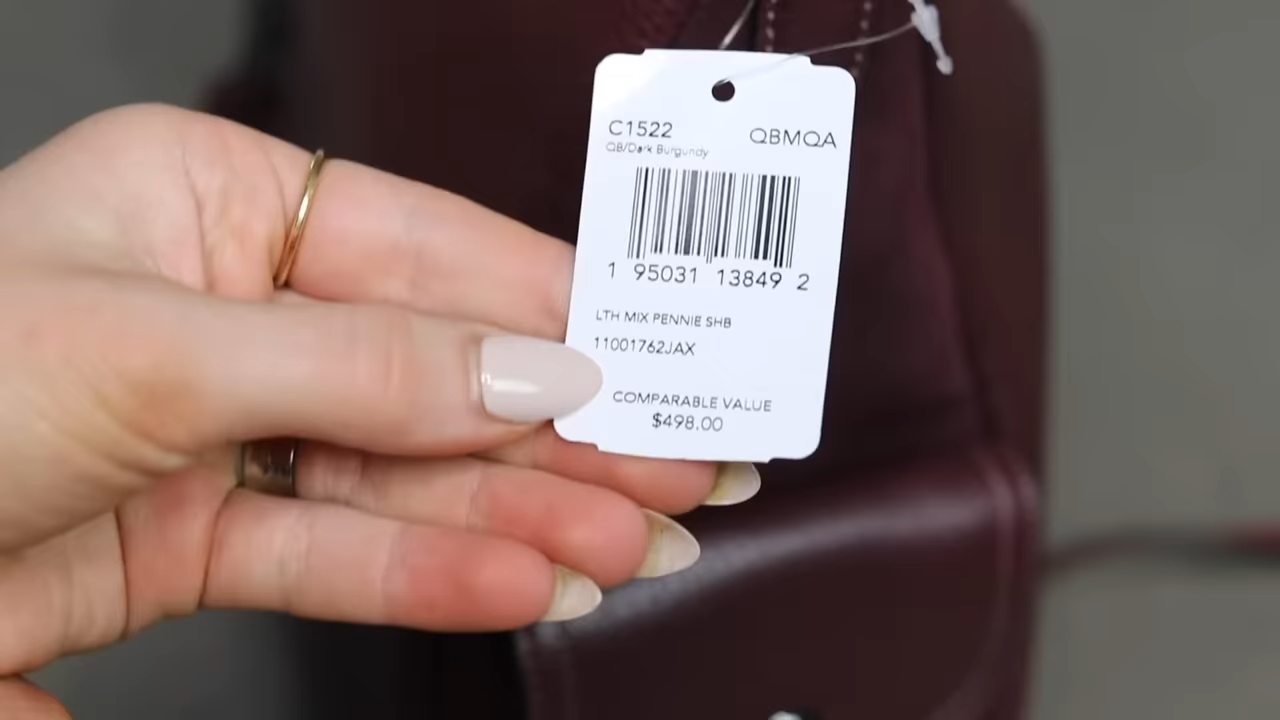 C1522 QBMQA
QB/Dark Burgundy
1 95031 13849 2
LTH MIX PENNIE SHB
11001762JAX
COMPARABLE VALUE
$498.00